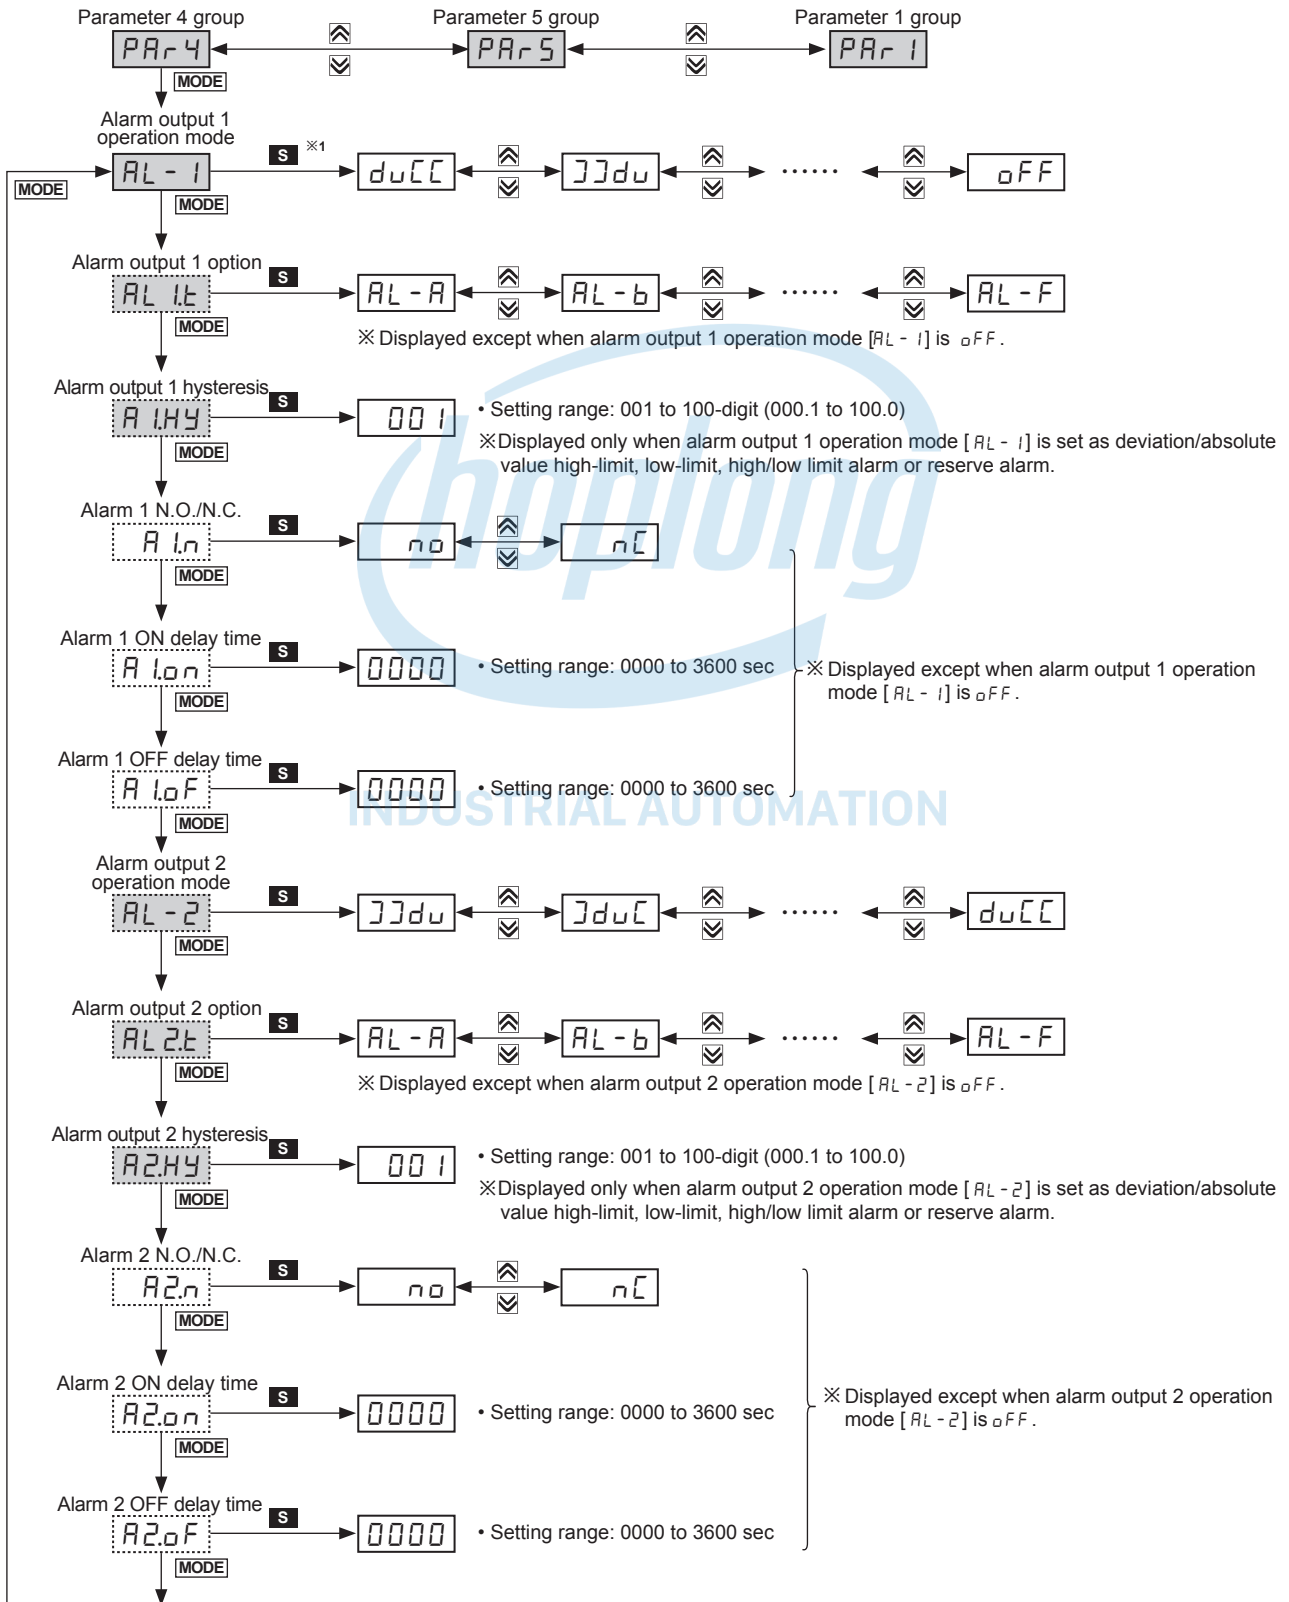 Parameter 4 group Parameter 5 group Parameter 1 group
PAr4 PAr5 PAr1
MODE
Alarm output 1
operation mode
MODE AL-1 S ※1 duCC ]]du ...... oFF
MODE
Alarm output 1 option
AL1.t S AL-A AL-b ...... AL-F
MODE
※ Displayed except when alarm output 1 operation mode [AL-1] is oFF.
Alarm output 1 hysteresis
A1.HY S 001 • Setting range: 001 to 100-digit (000.1 to 100.0)
MODE
※Displayed only when alarm output 1 operation mode [AL-1] is set as deviation/absolute
value high-limit, low-limit, high/low limit alarm or reserve alarm.
hoplong
Alarm 1 N.O./N.C.
A1.n S no nC
MODE
Alarm 1 ON delay time
A1.on S 0000 • Setting range: 0000 to 3600 sec
MODE
※ Displayed except when alarm output 1 operation
mode [AL-1] is oFF.
Alarm 1 OFF delay time
A1.oF S 0000 • Setting range: 0000 to 3600 sec
MODE
INDUSTRIAL AUTOMATION
Alarm output 2
operation mode
AL-2 S ]]du ]duC ...... duCC
MODE
Alarm output 2 option
AL2.t S AL-A AL-b ...... AL-F
MODE
※ Displayed except when alarm output 2 operation mode [AL-2] is oFF.
Alarm output 2 hysteresis
A2.HY S 001 • Setting range: 001 to 100-digit (000.1 to 100.0)
MODE
※Displayed only when alarm output 2 operation mode [AL-2] is set as deviation/absolute
value high-limit, low-limit, high/low limit alarm or reserve alarm.
Alarm 2 N.O./N.C.
A2.n S no nC
MODE
Alarm 2 ON delay time
A2.on S 0000 • Setting range: 0000 to 3600 sec
MODE
※ Displayed except when alarm output 2 operation
mode [AL-2] is oFF.
Alarm 2 OFF delay time
A2.oF S 0000 • Setting range: 0000 to 3600 sec
MODE